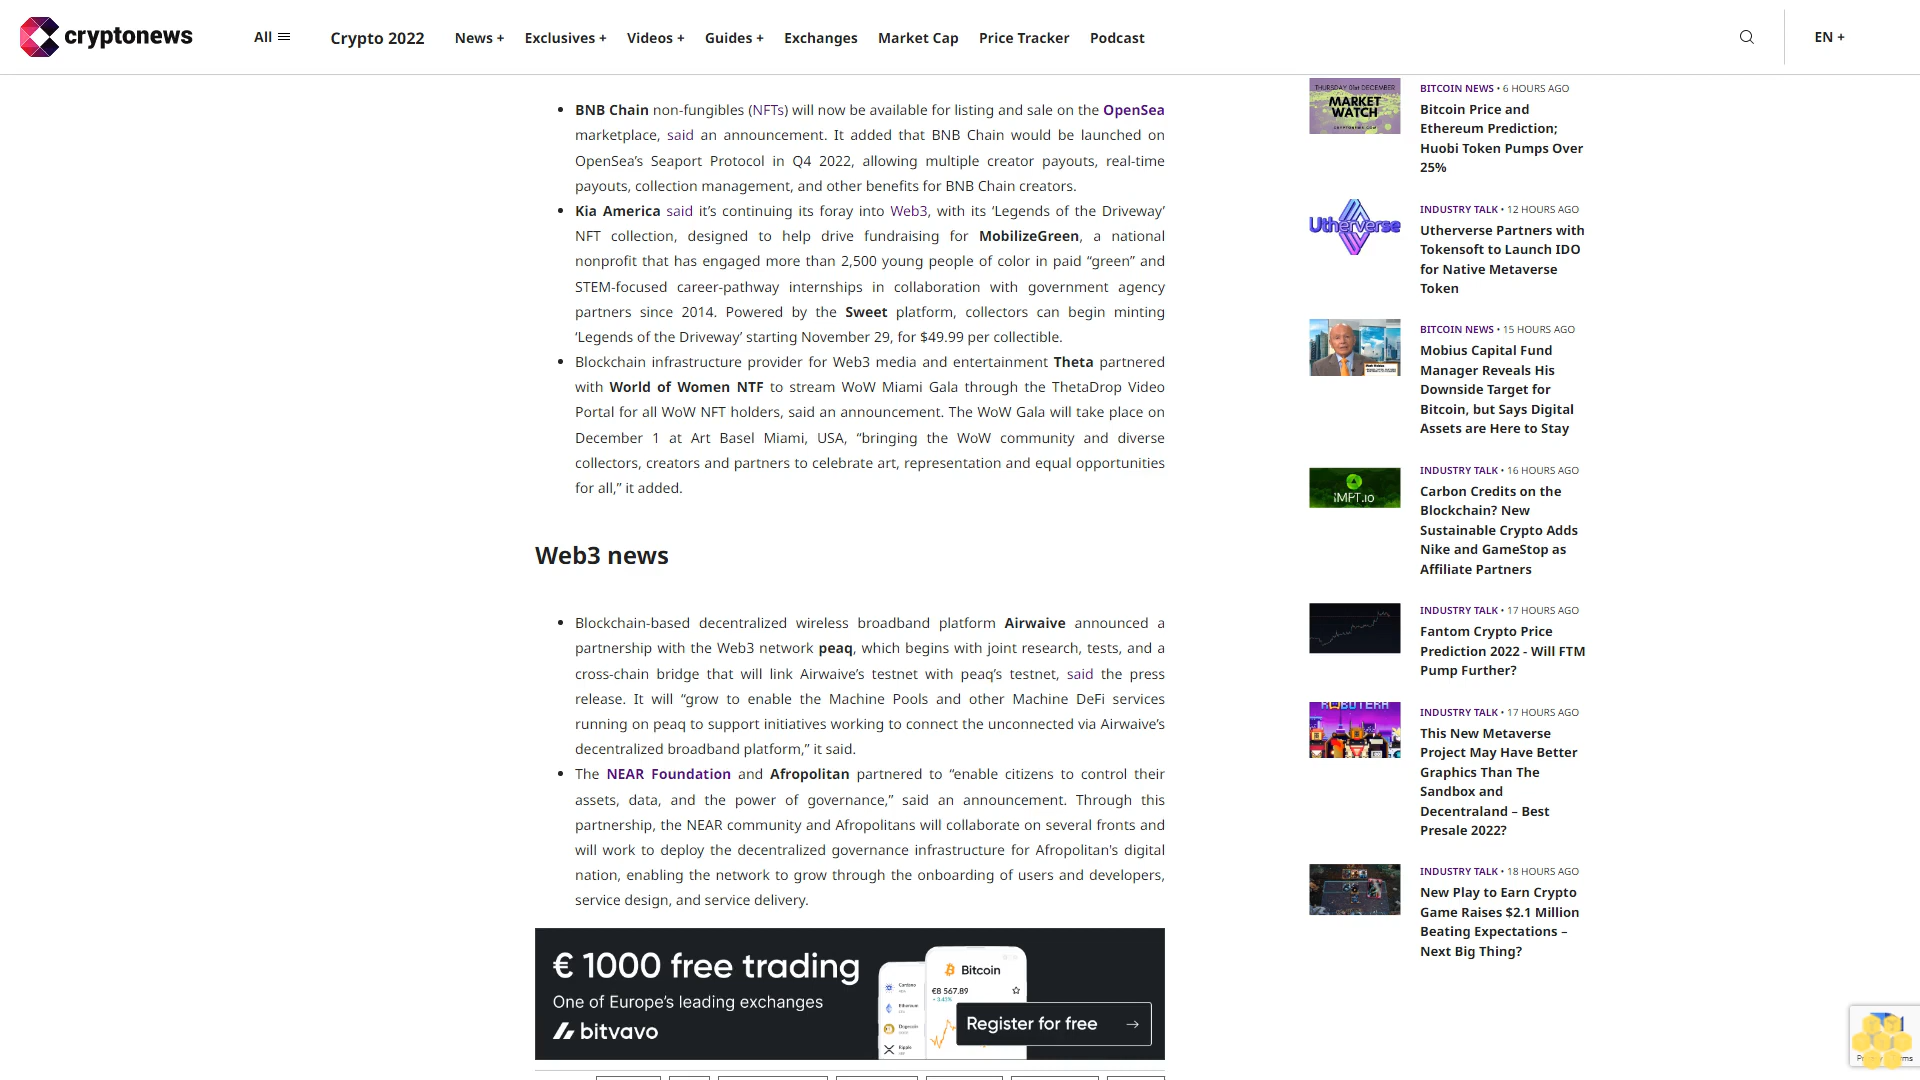 cryptonews
All
Crypto 2022
News +
Exclusives +
Videos +
Guides +
Exchanges
Market Cap
Price Tracker
Podcast
EN +
BNB Chain non-fungibles (NFTs) will now be available for listing and sale on the OpenSea
marketplace, said an announcement. It added that BNB Chain would be launched on
OpenSea’s Seaport Protocol in Q4 2022, allowing multiple creator payouts, real-time
payouts, collection management, and other benefits for BNB Chain creators.
Kia America said it’s continuing its foray into Web3, with its ‘Legends of the Driveway’
NFT collection, designed to help drive fundraising for MobilizeGreen, a national
nonprofit that has engaged more than 2,500 young people of color in paid “green” and
STEM-focused career-pathway internships in collaboration with government agency
partners since 2014. Powered by the Sweet platform, collectors can begin minting
‘Legends of the Driveway’ starting November 29, for $49.99 per collectible.
Blockchain infrastructure provider for Web3 media and entertainment Theta partnered
with World of Women NTF to stream WoW Miami Gala through the ThetaDrop Video
Portal for all WoW NFT holders, said an announcement. The WoW Gala will take place on
December 1 at Art Basel Miami, USA, “bringing the WoW community and diverse
collectors, creators and partners to celebrate art, representation and equal opportunities
for all,” it added.
Web3 news
Blockchain-based decentralized wireless broadband platform Airwaive announced a
partnership with the Web3 network peaq, which begins with joint research, tests, and a
cross-chain bridge that will link Airwaive’s testnet with peaq’s testnet, said the press
release. It will “grow to enable the Machine Pools and other Machine DeFi services
running on peaq to support initiatives working to connect the unconnected via Airwaive’s
decentralized broadband platform,” it said.
The NEAR Foundation and Afropolitan partnered to “enable citizens to control their
assets, data, and the power of governance,” said an announcement. Through this
partnership, the NEAR community and Afropolitans will collaborate on several fronts and
will work to deploy the decentralized governance infrastructure for Afropolitan's digital
nation, enabling the network to grow through the onboarding of users and developers,
service design, and service delivery.
€ 1000 free trading
One of Europe’s leading exchanges
bitvavo
Cardano
Ethereum
Dogecoin
Ripple
Bitcoin
€8 567.89
Register for free
THURSDAY 01st DECEMBER
MARKET
WATCH
CRYPTONEWS.COM
BITCOIN NEWS • 6 HOURS AGO
Bitcoin Price and
Ethereum Prediction;
Huobi Token Pumps Over
25%
Utherverse
INDUSTRY TALK • 12 HOURS AGO
Utherverse Partners with
Tokensoft to Launch IDO
for Native Metaverse
Token
BITCOIN NEWS • 15 HOURS AGO
Mobius Capital Fund
Manager Reveals His
Downside Target for
Bitcoin, but Says Digital
Assets are Here to Stay
iMPT.io
INDUSTRY TALK • 16 HOURS AGO
Carbon Credits on the
Blockchain? New
Sustainable Crypto Adds
Nike and GameStop as
Affiliate Partners
INDUSTRY TALK • 17 HOURS AGO
Fantom Crypto Price
Prediction 2022 - Will FTM
Pump Further?
ROBOTERA
INDUSTRY TALK • 17 HOURS AGO
This New Metaverse
Project May Have Better
Graphics Than The
Sandbox and
Decentraland – Best
Presale 2022?
INDUSTRY TALK • 18 HOURS AGO
New Play to Earn Crypto
Game Raises $2.1 Million
Beating Expectations –
Next Big Thing?